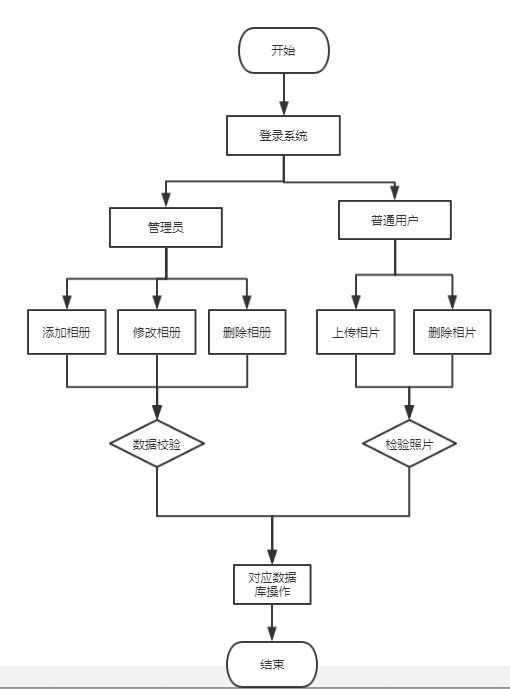 开始
登录系统
管理员
普通用户
添加相册
修改相册
删除相册
上传相片
删除相片
数据校验
检验照片
对应数据
库操作
结束